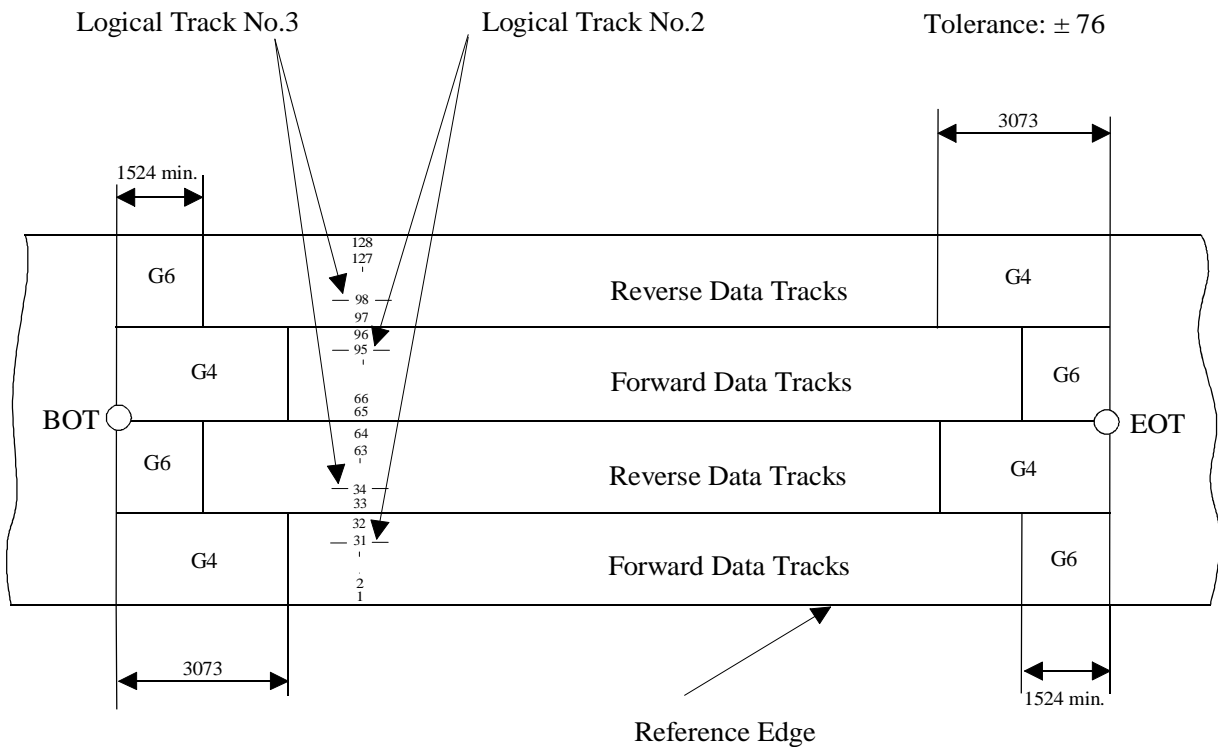 Logical Track No.3
Logical Track No.2
Tolerance: ± 76
3073
1524 min.
128
127
G6
Reverse Data Tracks
G4
98
97
96
95
G4
Forward Data Tracks
G6
66
65
BOT
EOT
64
63
G6
Reverse Data Tracks
G4
34
33
32
31
G4
Forward Data Tracks
G6
2
1
3073
1524 min.
Reference Edge